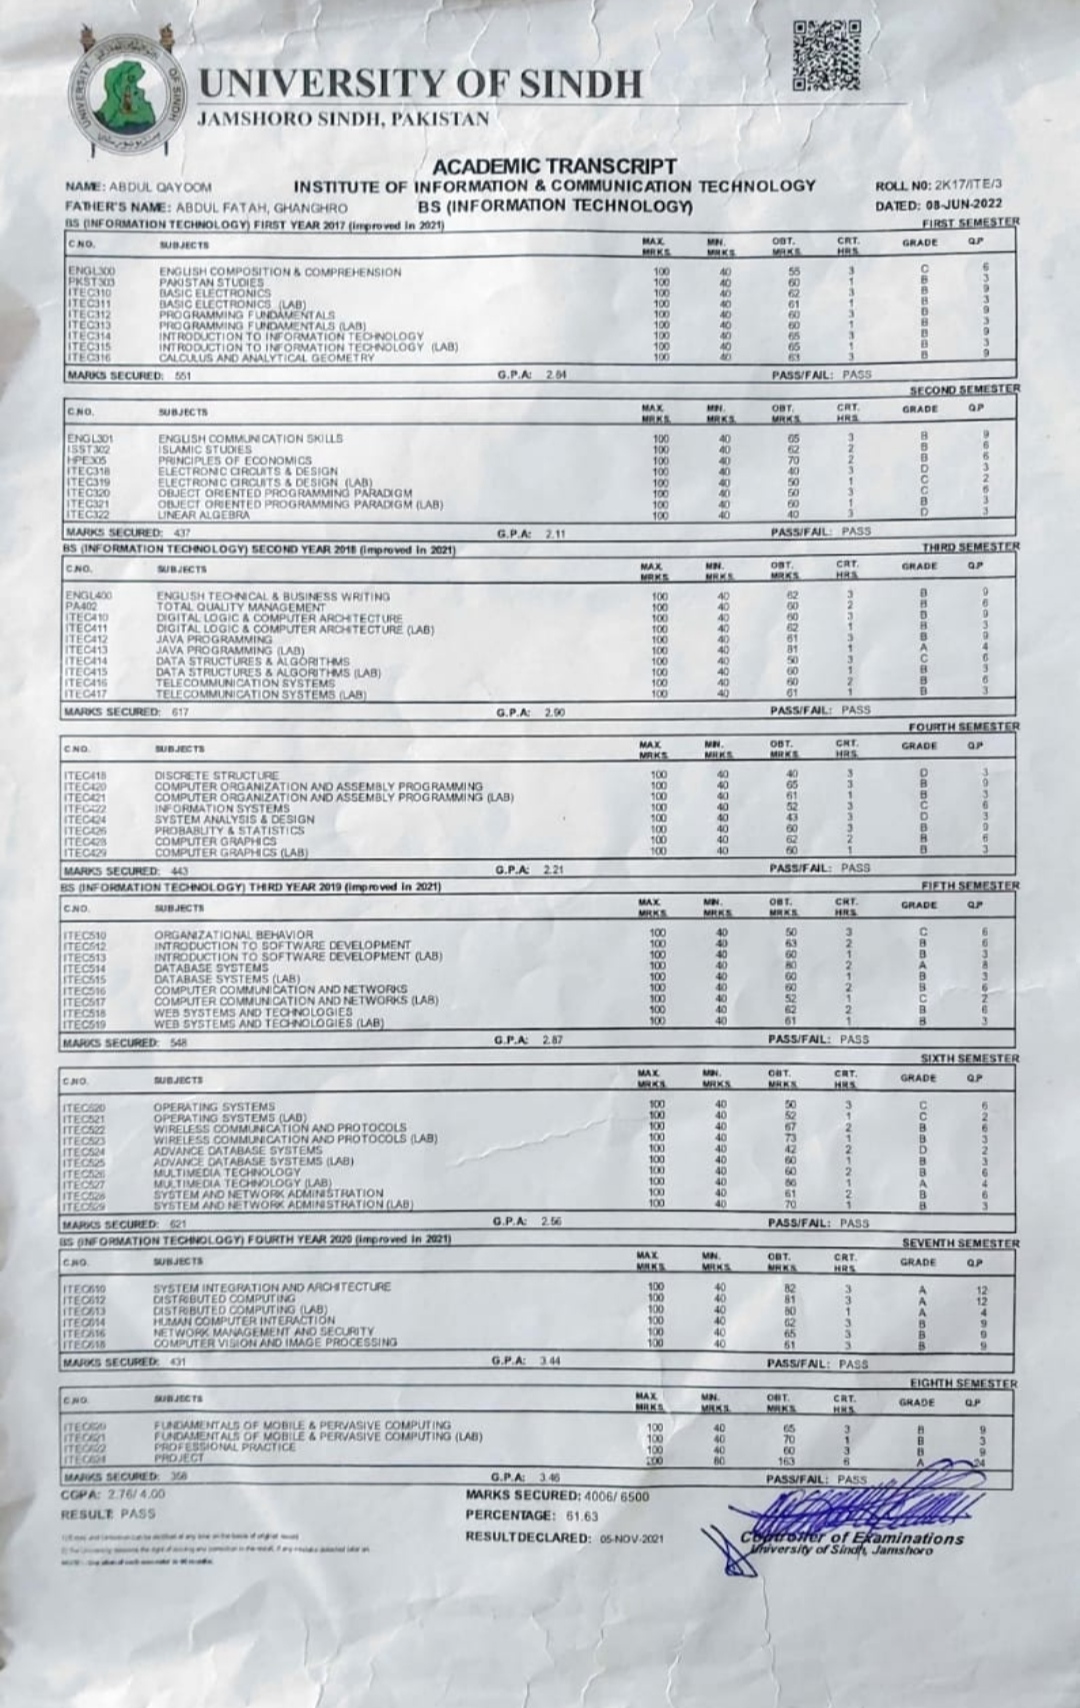 UNIVERSITY OF SINDH
UNIVERSITY OF SINDH
JAMSHORO SINDH, PAKISTAN
ACADEMIC TRANSCRIPT
NAME: ABDUL QAYOOM INSTITUTE OF INFORMATION & COMMUNICATION TECHNOLOGY ROLL NO: 2K17/ITE/3
FATHER'S NAME: ABDUL FATAH, GHANGHRO BS (INFORMATION TECHNOLOGY) DATED: 08-JUN-2022
BS (INFORMATION TECHNOLOGY) FIRST YEAR 2017 (Improved in 2021) FIRST SEMESTER
C.NO. SUBJECTS MAX. MRKS. MIN. MRKS. OBT. MRKS. CRT. HRS. GRADE Q.P
ENGL300 ENGLISH COMPOSITION & COMPREHENSION 100 40 55 3 C 6
PKST303 PAKISTAN STUDIES 100 40 60 1 B 3
ITEC310 BASIC ELECTRONICS 100 40 62 3 B 9
ITEC311 BASIC ELECTRONICS (LAB) 100 40 61 1 B 3
ITEC312 PROGRAMMING FUNDAMENTALS 100 40 60 3 B 9
ITEC313 PROGRAMMING FUNDAMENTALS (LAB) 100 40 60 1 B 3
ITEC314 INTRODUCTION TO INFORMATION TECHNOLOGY 100 40 65 3 B 9
ITEC315 INTRODUCTION TO INFORMATION TECHNOLOGY (LAB) 100 40 65 1 B 3
ITEC316 CALCULUS AND ANALYTICAL GEOMETRY 100 40 63 3 B 9
MARKS SECURED: 551 G.P.A: 2.84 PASS/FAIL: PASS
SECOND SEMESTER
C.NO. SUBJECTS MAX. MRKS. MIN. MRKS. OBT. MRKS. CRT. HRS. GRADE Q.P
ENGL301 ENGLISH COMMUNICATION SKILLS 100 40 65 3 B 9
ISST302 ISLAMIC STUDIES 100 40 62 2 B 6
HPE305 PRINCIPLES OF ECONOMICS 100 40 70 2 B 6
ITEC318 ELECTRONIC CIRCUITS & DESIGN 100 40 40 3 D 3
ITEC319 ELECTRONIC CIRCUITS & DESIGN (LAB) 100 40 50 1 C 2
ITEC320 OBJECT ORIENTED PROGRAMMING PARADIGM 100 40 50 3 C 6
ITEC321 OBJECT ORIENTED PROGRAMMING PARADIGM (LAB) 100 40 60 1 B 3
ITEC322 LINEAR ALGEBRA 100 40 40 3 D 3
MARKS SECURED: 437 G.P.A: 2.11 PASS/FAIL: PASS
BS (INFORMATION TECHNOLOGY) SECOND YEAR 2018 (Improved in 2021) THIRD SEMESTER
C.NO. SUBJECTS MAX. MRKS. MIN. MRKS. OBT. MRKS. CRT. HRS. GRADE Q.P
ENGL400 ENGLISH TECHNICAL & BUSINESS WRITING 100 40 62 3 B 9
PA402 TOTAL QUALITY MANAGEMENT 100 40 60 2 B 6
ITEC410 DIGITAL LOGIC & COMPUTER ARCHITECTURE 100 40 60 3 B 9
ITEC411 DIGITAL LOGIC & COMPUTER ARCHITECTURE (LAB) 100 40 62 1 B 3
ITEC412 JAVA PROGRAMMING 100 40 61 3 B 9
ITEC413 JAVA PROGRAMMING (LAB) 100 40 81 1 A 4
ITEC414 DATA STRUCTURES & ALGORITHMS 100 40 50 3 C 6
ITEC415 DATA STRUCTURES & ALGORITHMS (LAB) 100 40 60 1 B 3
ITEC416 TELECOMMUNICATION SYSTEMS 100 40 60 2 B 6
ITEC417 TELECOMMUNICATION SYSTEMS (LAB) 100 40 61 1 B 3
MARKS SECURED: 617 G.P.A: 2.90 PASS/FAIL: PASS
FOURTH SEMESTER
C.NO. SUBJECTS MAX. MRKS. MIN. MRKS. OBT. MRKS. CRT. HRS. GRADE Q.P
ITEC418 DISCRETE STRUCTURE 100 40 40 3 D 3
ITEC420 COMPUTER ORGANIZATION AND ASSEMBLY PROGRAMMING 100 40 65 3 B 9
ITEC421 COMPUTER ORGANIZATION AND ASSEMBLY PROGRAMMING (LAB) 100 40 61 1 B 3
ITEC422 INFORMATION SYSTEMS 100 40 52 3 C 6
ITEC424 SYSTEM ANALYSIS & DESIGN 100 40 43 3 D 3
ITEC426 PROBABLITY & STATISTICS 100 40 60 3 B 9
ITEC428 COMPUTER GRAPHICS 100 40 62 2 B 6
ITEC429 COMPUTER GRAPHICS (LAB) 100 40 60 1 B 3
MARKS SECURED: 443 G.P.A: 2.21 PASS/FAIL: PASS
BS (INFORMATION TECHNOLOGY) THIRD YEAR 2019 (Improved in 2021) FIFTH SEMESTER
C.NO. SUBJECTS MAX. MRKS. MIN. MRKS. OBT. MRKS. CRT. HRS. GRADE Q.P
ITEC510 ORGANIZATIONAL BEHAVIOR 100 40 50 3 C 6
ITEC512 INTRODUCTION TO SOFTWARE DEVELOPMENT 100 40 63 2 B 6
ITEC513 INTRODUCTION TO SOFTWARE DEVELOPMENT (LAB) 100 40 60 1 B 3
ITEC514 DATABASE SYSTEMS 100 40 80 2 A 8
ITEC515 DATABASE SYSTEMS (LAB) 100 40 60 1 B 3
ITEC516 COMPUTER COMMUNICATION AND NETWORKS 100 40 60 2 B 6
ITEC517 COMPUTER COMMUNICATION AND NETWORKS (LAB) 100 40 52 1 C 2
ITEC518 WEB SYSTEMS AND TECHNOLOGIES 100 40 62 2 B 6
ITEC519 WEB SYSTEMS AND TECHNOLOGIES (LAB) 100 40 61 1 B 3
MARKS SECURED: 548 G.P.A: 2.87 PASS/FAIL: PASS
SIXTH SEMESTER
C.NO. SUBJECTS MAX. MRKS. MIN. MRKS. OBT. MRKS. CRT. HRS. GRADE Q.P
ITEC520 OPERATING SYSTEMS 100 40 50 3 C 6
ITEC521 OPERATING SYSTEMS (LAB) 100 40 52 1 C 2
ITEC522 WIRELESS COMMUNICATION AND PROTOCOLS 100 40 67 2 B 6
ITEC523 WIRELESS COMMUNICATION AND PROTOCOLS (LAB) 100 40 73 1 B 3
ITEC524 ADVANCE DATABASE SYSTEMS 100 40 42 2 D 2
ITEC525 ADVANCE DATABASE SYSTEMS (LAB) 100 40 60 1 B 3
ITEC526 MULTIMEDIA TECHNOLOGY 100 40 60 2 B 6
ITEC527 MULTIMEDIA TECHNOLOGY (LAB) 100 40 86 1 A 4
ITEC528 SYSTEM AND NETWORK ADMINISTRATION 100 40 61 2 B 6
ITEC529 SYSTEM AND NETWORK ADMINISTRATION (LAB) 100 40 70 1 B 3
MARKS SECURED: 621 G.P.A: 2.56 PASS/FAIL: PASS
BS (INFORMATION TECHNOLOGY) FOURTH YEAR 2020 (Improved in 2021) SEVENTH SEMESTER
C.NO. SUBJECTS MAX. MRKS. MIN. MRKS. OBT. MRKS. CRT. HRS. GRADE Q.P
ITEC610 SYSTEM INTEGRATION AND ARCHITECTURE 100 40 82 3 A 12
ITEC612 DISTRIBUTED COMPUTING 100 40 81 3 A 12
ITEC613 DISTRIBUTED COMPUTING (LAB) 100 40 80 1 A 4
ITEC614 HUMAN COMPUTER INTERACTION 100 40 62 3 B 9
ITEC616 NETWORK MANAGEMENT AND SECURITY 100 40 65 3 B 9
ITEC618 COMPUTER VISION AND IMAGE PROCESSING 100 40 61 3 B 9
MARKS SECURED: 431 G.P.A: 3.44 PASS/FAIL: PASS
EIGHTH SEMESTER
C.NO. SUBJECTS MAX. MRKS. MIN. MRKS. OBT. MRKS. CRT. HRS. GRADE Q.P
ITEC620 FUNDAMENTALS OF MOBILE & PERVASIVE COMPUTING 100 40 65 3 B 9
ITEC621 FUNDAMENTALS OF MOBILE & PERVASIVE COMPUTING (LAB) 100 40 70 1 B 3
ITEC622 PROFESSIONAL PRACTICE 100 40 60 3 B 9
ITEC624 PROJECT 200 80 163 6 A 24
MARKS SECURED: 358 G.P.A: 3.46 PASS/FAIL: PASS
CGPA: 2.76/ 4.00 MARKS SECURED: 4006/ 6500
RESULT: PASS PERCENTAGE: 61.63
RESULT DECLARED: 05-NOV-2021
Controller of Examinations
University of Sindh, Jamshoro